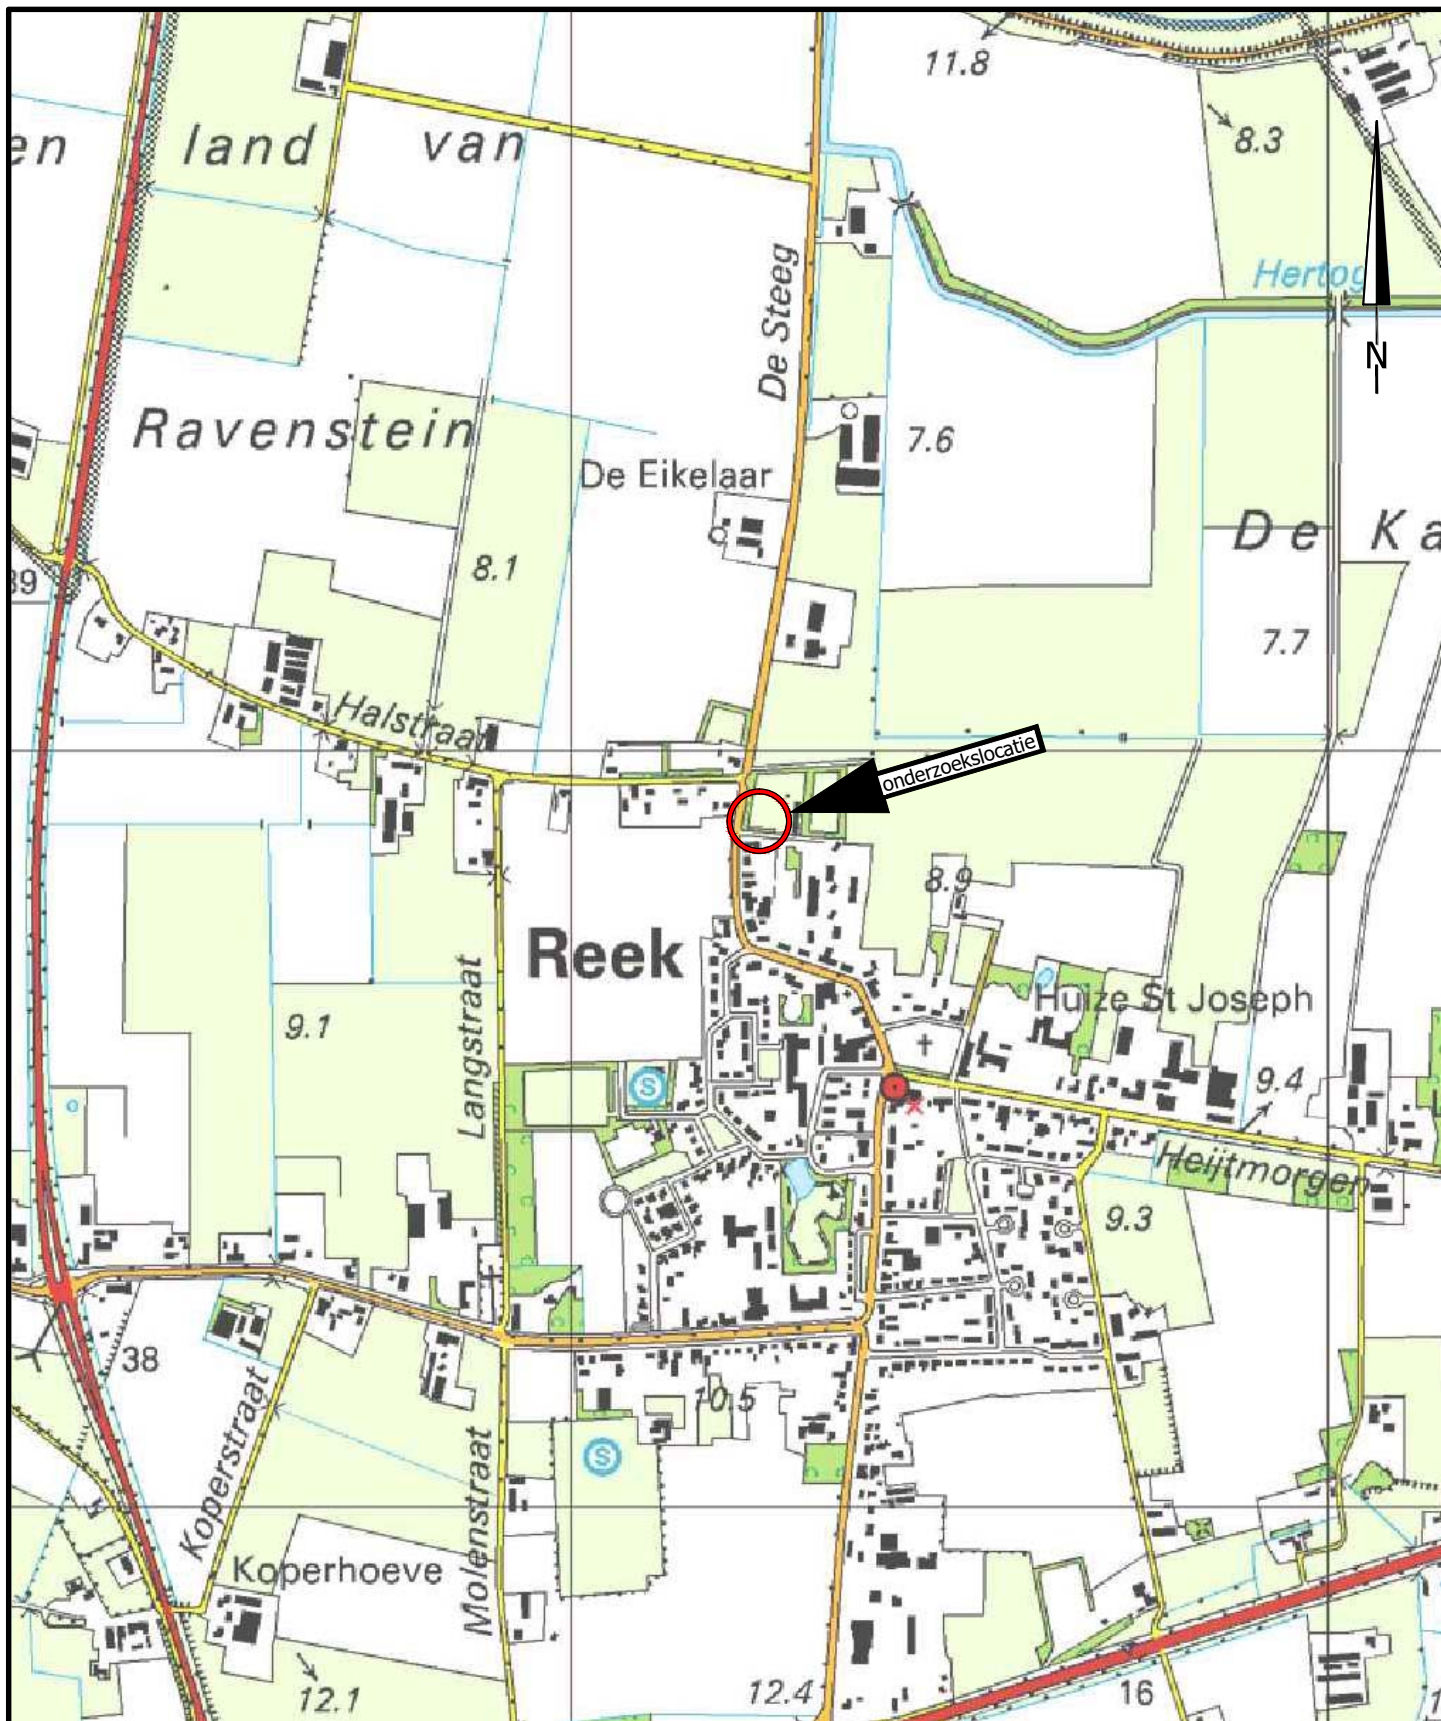 11.8
en land van
8.3
Hertog
N
De Steeg
Ravenstein
7.6
De Eikelaar
De Ka
8.1
39
7.7
Halstraat
onderzoekslocatie
8.9
Reek
Huize St Joseph
9.1
Langstraat
S
9.4
Heijtmorgen
9.3
38
10.5
Koperstraat
Molenstraat
S
Koperhoeve
12.1
12.4
16
1